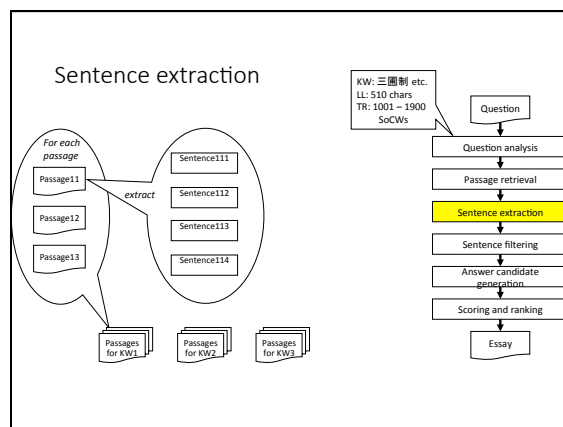 Sentence extraction
For each
passage
Passage11
Passage12
Passage13
extract
Sentence111
Sentence112
Sentence113
Sentence114
Passages
for KW1
Passages
for KW2
Passages
for KW3
KW: 三圃制 etc.
LL: 510 chars
TR: 1001 – 1900
SoCWs
Question
Question analysis
Passage retrieval
Sentence extraction
Sentence filtering
Answer candidate
generation
Scoring and ranking
Essay